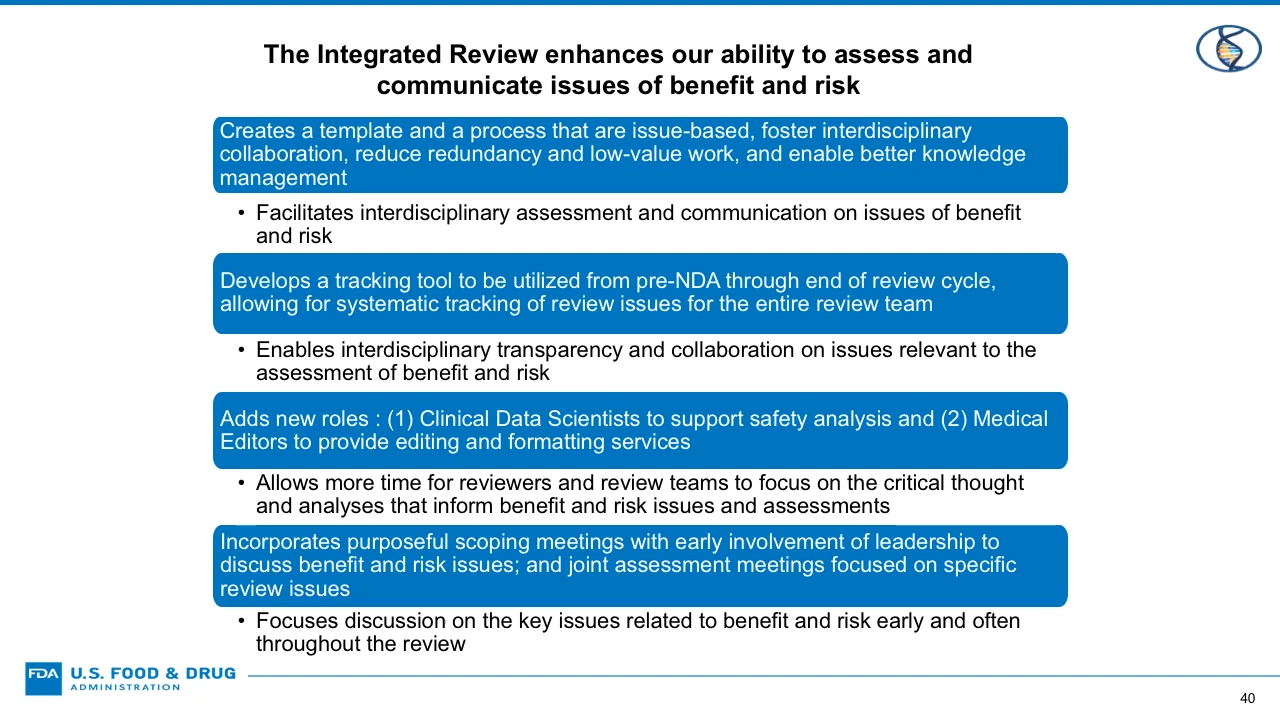 The Integrated Review enhances our ability to assess and
communicate issues of benefit and risk
Creates a template and a process that are issue-based, foster interdisciplinary
collaboration, reduce redundancy and low-value work, and enable better knowledge
management
• Facilitates interdisciplinary assessment and communication on issues of benefit
and risk
Develops a tracking tool to be utilized from pre-NDA through end of review cycle,
allowing for systematic tracking of review issues for the entire review team
• Enables interdisciplinary transparency and collaboration on issues relevant to the
assessment of benefit and risk
Adds new roles : (1) Clinical Data Scientists to support safety analysis and (2) Medical
Editors to provide editing and formatting services
• Allows more time for reviewers and review teams to focus on the critical thought
and analyses that inform benefit and risk issues and assessments
Incorporates purposeful scoping meetings with early involvement of leadership to
discuss benefit and risk issues; and joint assessment meetings focused on specific
review issues
• Focuses discussion on the key issues related to benefit and risk early and often
throughout the review
FDA U.S. FOOD & DRUG
ADMINISTRATION
40